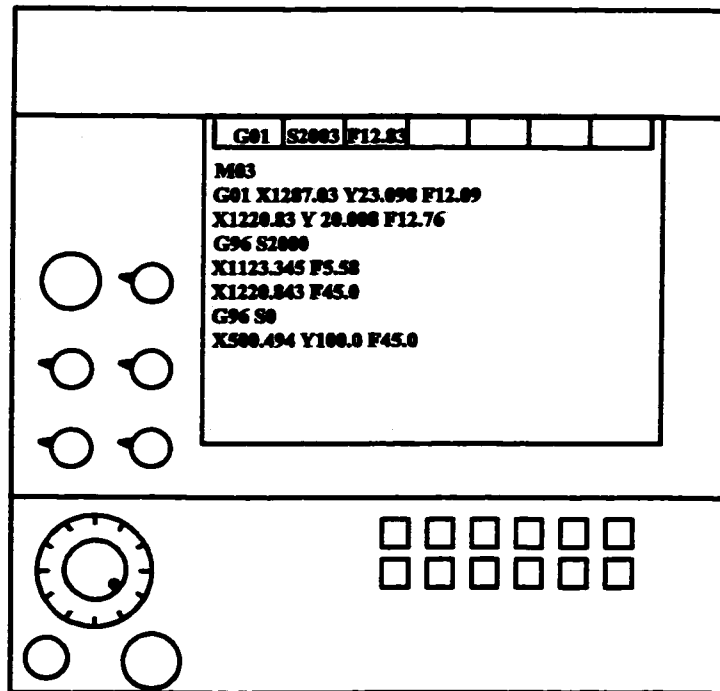 G01 S2003 F12.83
M03
G01 X1287.03 Y23.098 F12.09
X1220.83 Y 20.008 F12.76
G96 S2000
X1123.345 F5.58
X1220.843 F45.0
G96 S0
X500.494 Y100.0 F45.0